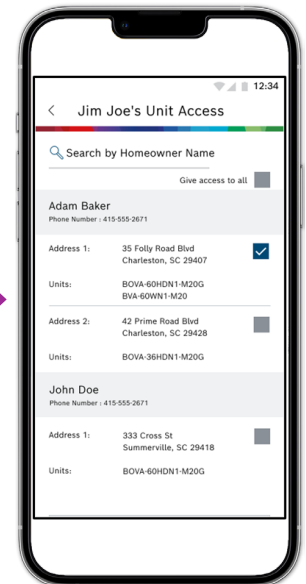 12:34
< Jim Joe's Unit Access
Search by Homeowner Name
Give access to all
Adam Baker
Phone Number : 415-555-2671
Address 1: 35 Folly Road Blvd
Charleston, SC 29407
Units: BOVA-60HDN1-M20G
BVA-60WN1-M20
Address 2: 42 Prime Road Blvd
Charleston, SC 29428
Units: BOVA-36HDN1-M20G
John Doe
Phone Number : 415-555-2671
Address 1: 333 Cross St
Summerville, SC 29418
Units: BOVA-60HDN1-M20G